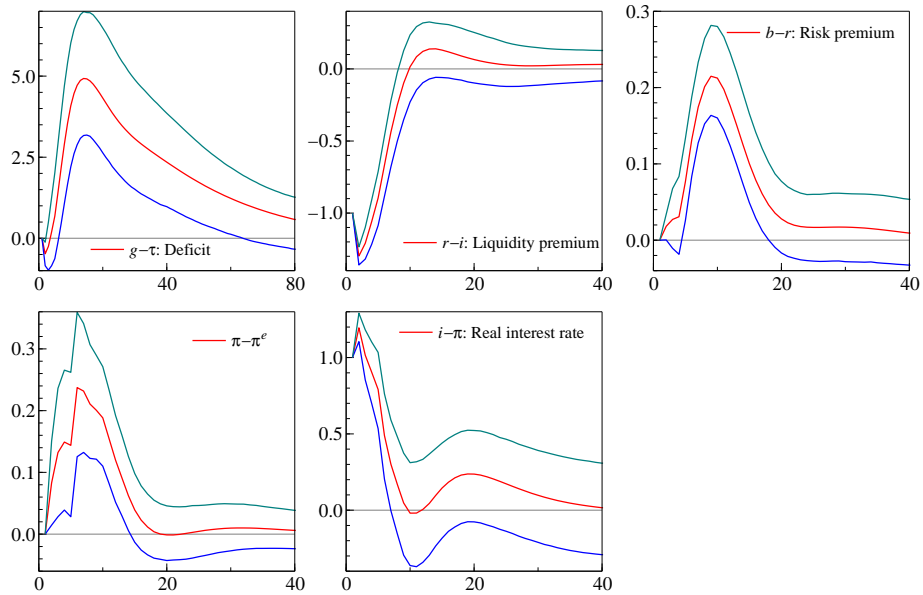 5.0
2.5
0.0
g−τ: Deficit
0 20 40 60 80
0.0
−0.5
−1.0
r−i: Liquidity premium
0 20 40
0.3
b−r: Risk premium
0.2
0.1
0.0
0 20 40
π−πᵉ
0.3
0.2
0.1
0.0
0 20 40
i−π: Real interest rate
1.0
0.5
0.0
0 20 40